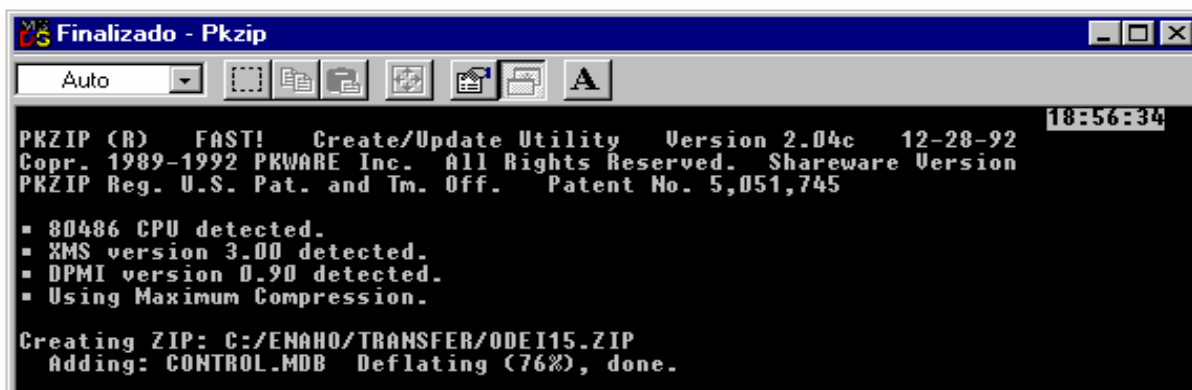 Finalizado - Pkzip
Auto
A
18:56:34
PKZIP (R) FAST! Create/Update Utility Version 2.04c 12-28-92
Copr. 1989-1992 PKWARE Inc. All Rights Reserved. Shareware Version
PKZIP Reg. U.S. Pat. and Tm. Off. Patent No. 5,051,745
▪ 80486 CPU detected.
▪ XMS version 3.00 detected.
▪ DPMI version 0.90 detected.
▪ Using Maximum Compression.
Creating ZIP: C:/ENAHO/TRANSFER/ODEI15.ZIP
Adding: CONTROL.MDB Deflating (76%), done.